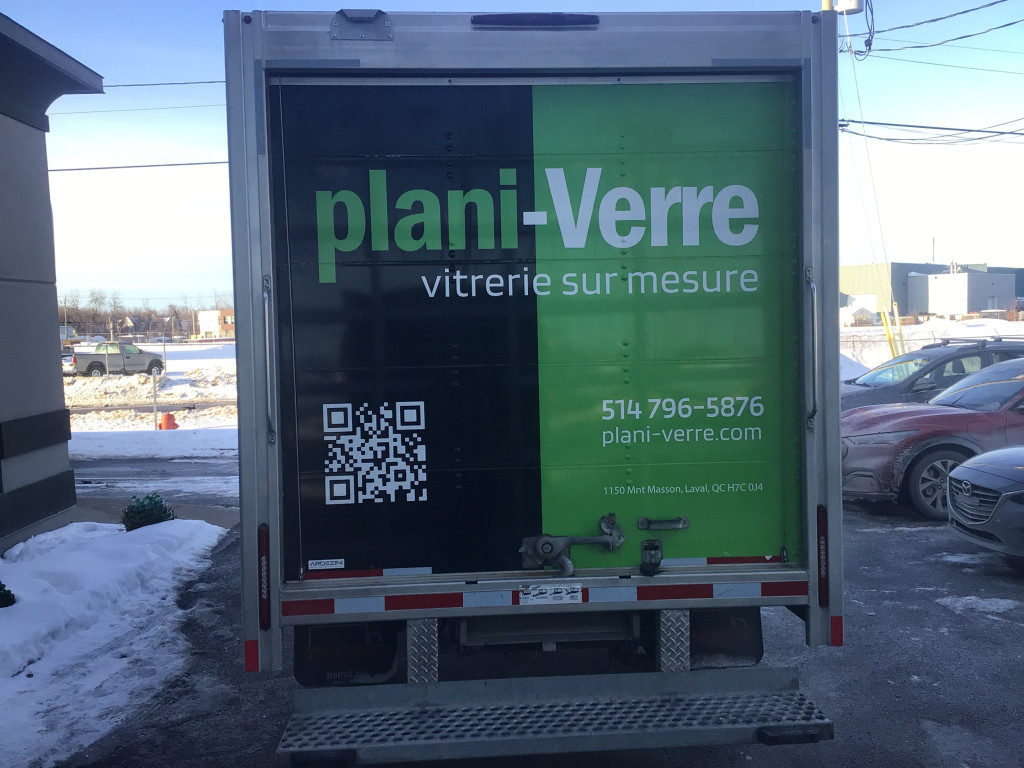 plani-Verre
vitrerie sur mesure
514 796-5876
plani-verre.com
1150 Mnt Masson, Laval, QC H7C 0J4